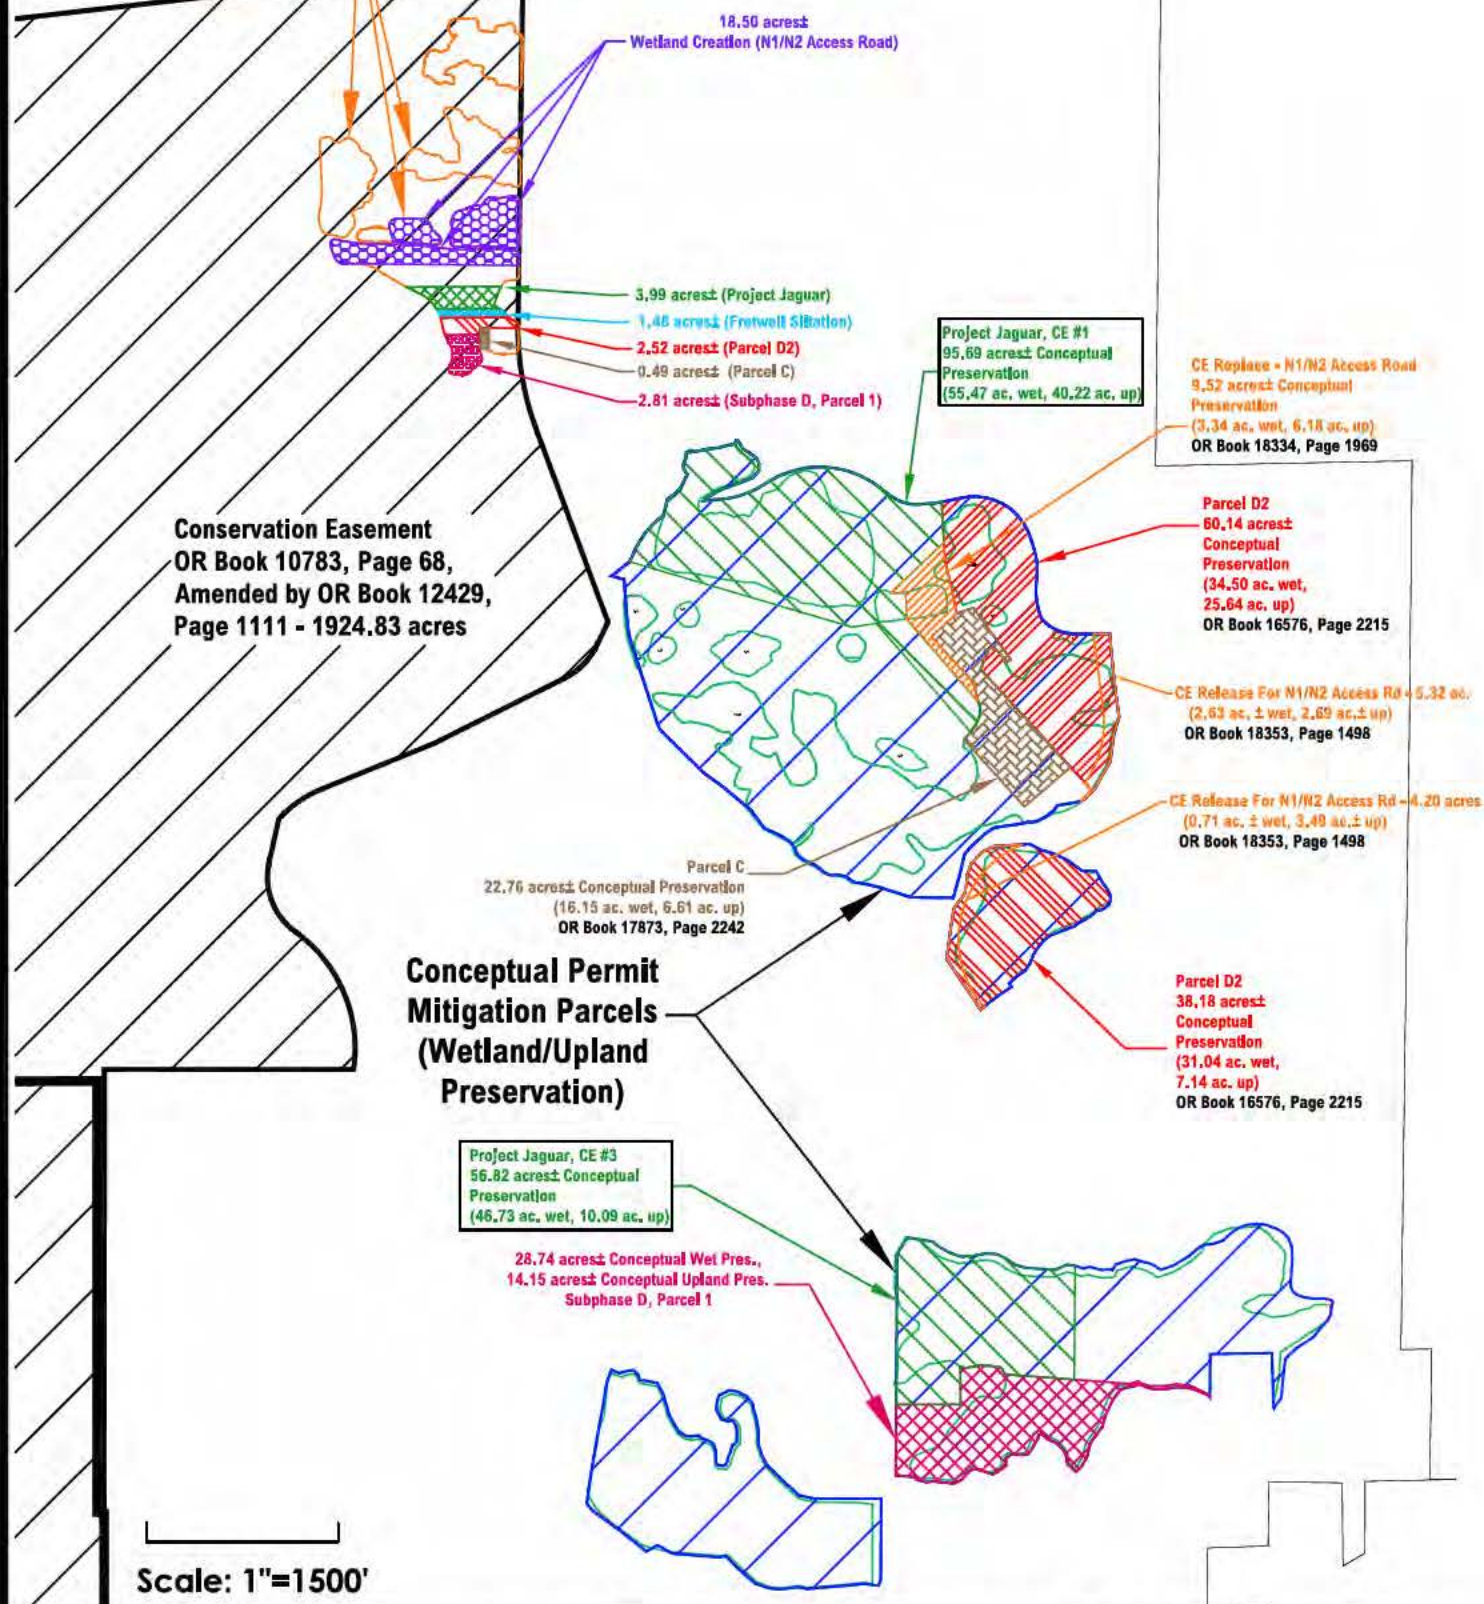 18.50 acres±
Wetland Creation (N1/N2 Access Road)
3.99 acres± (Project Jaguar)
1.48 acres± (Fretwell Siltation)
2.52 acres± (Parcel D2)
0.49 acres± (Parcel C)
2.81 acres± (Subphase D, Parcel 1)
Project Jaguar, CE #1
95.69 acres± Conceptual
Preservation
(55.47 ac. wet, 40.22 ac. up)
CE Replace - N1/N2 Access Road
9.52 acres± Conceptual
Preservation
(3.34 ac. wet, 6.18 ac. up)
OR Book 18334, Page 1969
Parcel D2
60.14 acres±
Conceptual
Preservation
(34.50 ac. wet,
25.64 ac. up)
OR Book 16576, Page 2215
Conservation Easement
OR Book 10783, Page 68,
Amended by OR Book 12429,
Page 1111 - 1924.83 acres
CE Release For N1/N2 Access Rd - 5.32 ac.
(2.63 ac. ± wet, 2.69 ac.± up)
OR Book 18353, Page 1498
CE Release For N1/N2 Access Rd - 4.20 acres
(0.71 ac. ± wet, 3.49 ac.± up)
OR Book 18353, Page 1498
Parcel C
22.76 acres± Conceptual Preservation
(16.15 ac. wet, 6.61 ac. up)
OR Book 17873, Page 2242
Conceptual Permit
Mitigation Parcels
(Wetland/Upland
Preservation)
Parcel D2
38.18 acres±
Conceptual
Preservation
(31.04 ac. wet,
7.14 ac. up)
OR Book 16576, Page 2215
Project Jaguar, CE #3
56.82 acres± Conceptual
Preservation
(46.73 ac. wet, 10.09 ac. up)
28.74 acres± Conceptual Wet Pres.,
14.15 acres± Conceptual Upland Pres.
Subphase D, Parcel 1
Scale: 1"=1500'